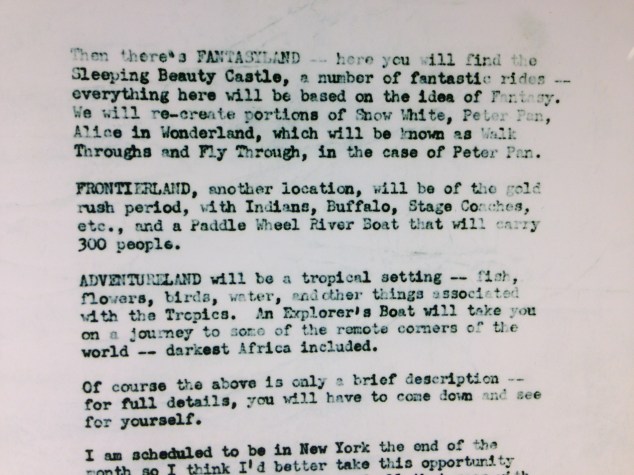 Then there's FANTASYLAND -- here you will find the
Sleeping Beauty Castle, a number of fantastic rides --
everything here will be based on the idea of Fantasy.
We will re-create portions of Snow White, Peter Pan,
Alice in Wonderland, which will be known as Walk
Throughs and Fly Through, in the case of Peter Pan.
FRONTIERLAND, another location, will be of the gold
rush period, with Indians, Buffalo, Stage Coaches,
etc., and a Paddle Wheel River Boat that will carry
300 people.
ADVENTURELAND will be a tropical setting -- fish,
flowers, birds, water, andother things associated
with the Tropics. An Explorer's Boat will take you
on a journey to some of the remote corners of the
world -- darkest Africa included.
Of course the above is only a brief description --
for full details, you will have to come down and see
for yourself.
I am scheduled to be in New York the end of the
month so I think I'd better take this opportunity